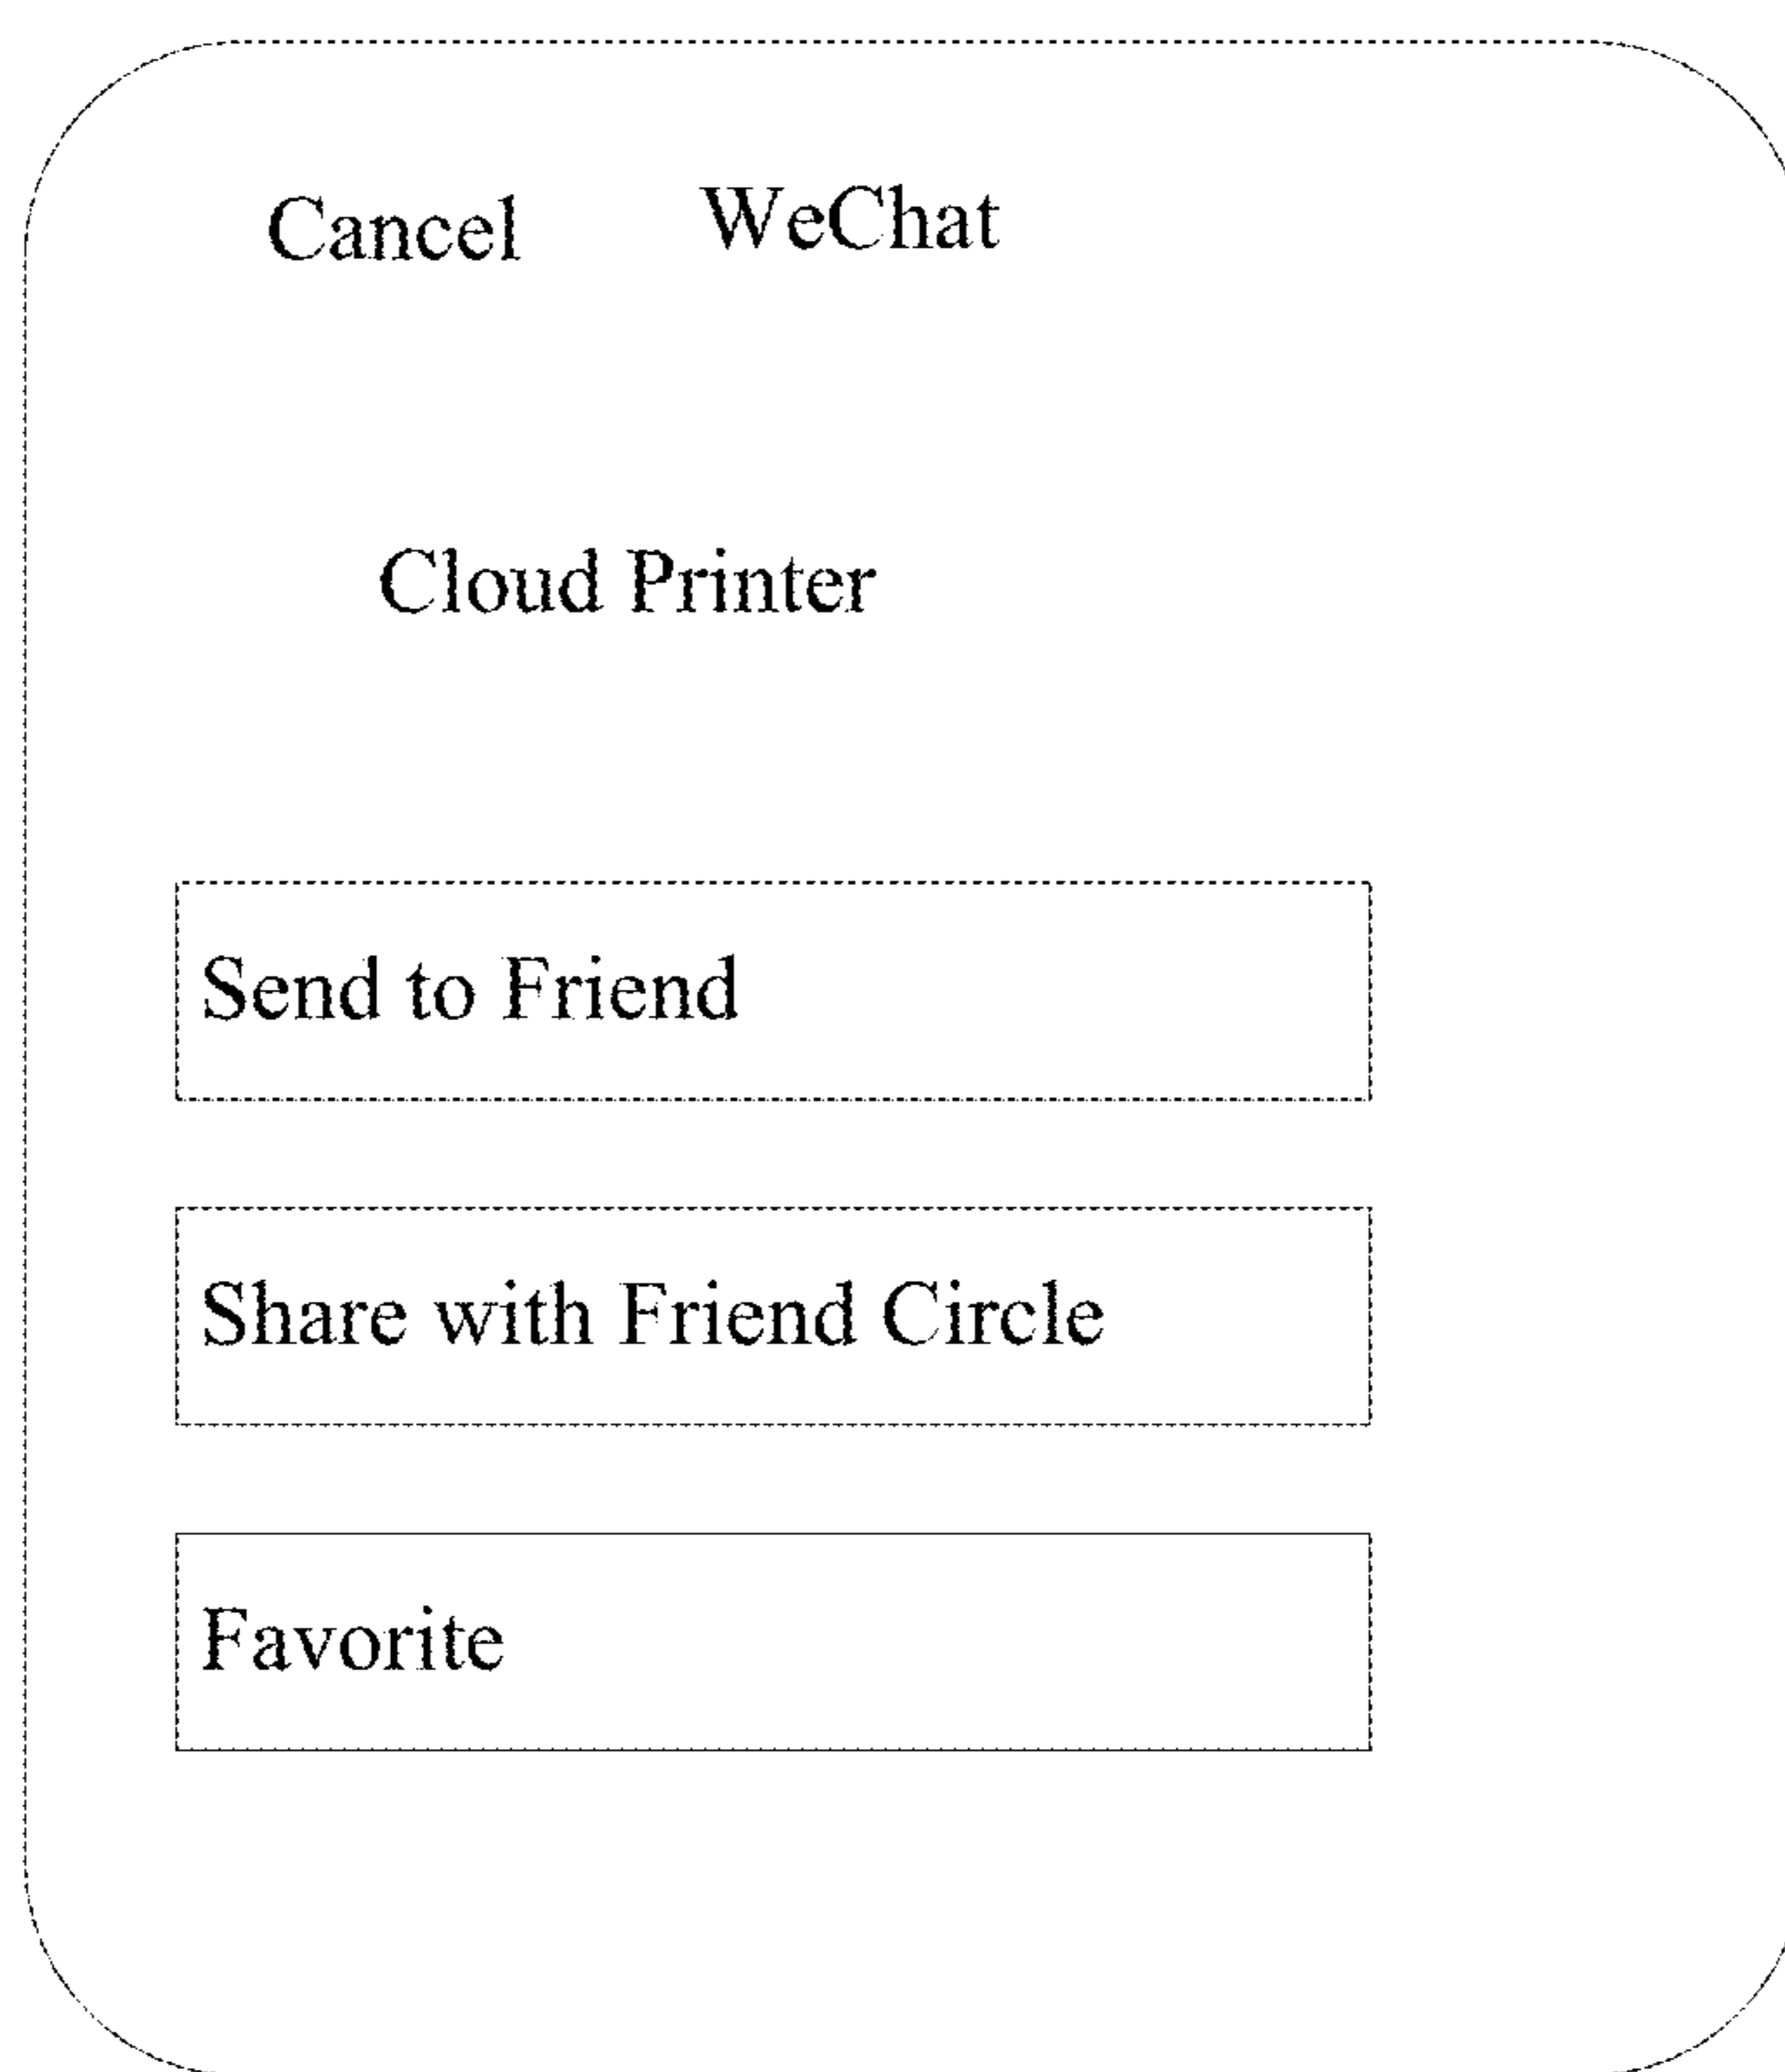 Cancel WeChat
Cloud Printer
Send to Friend
Share with Friend Circle
Favorite